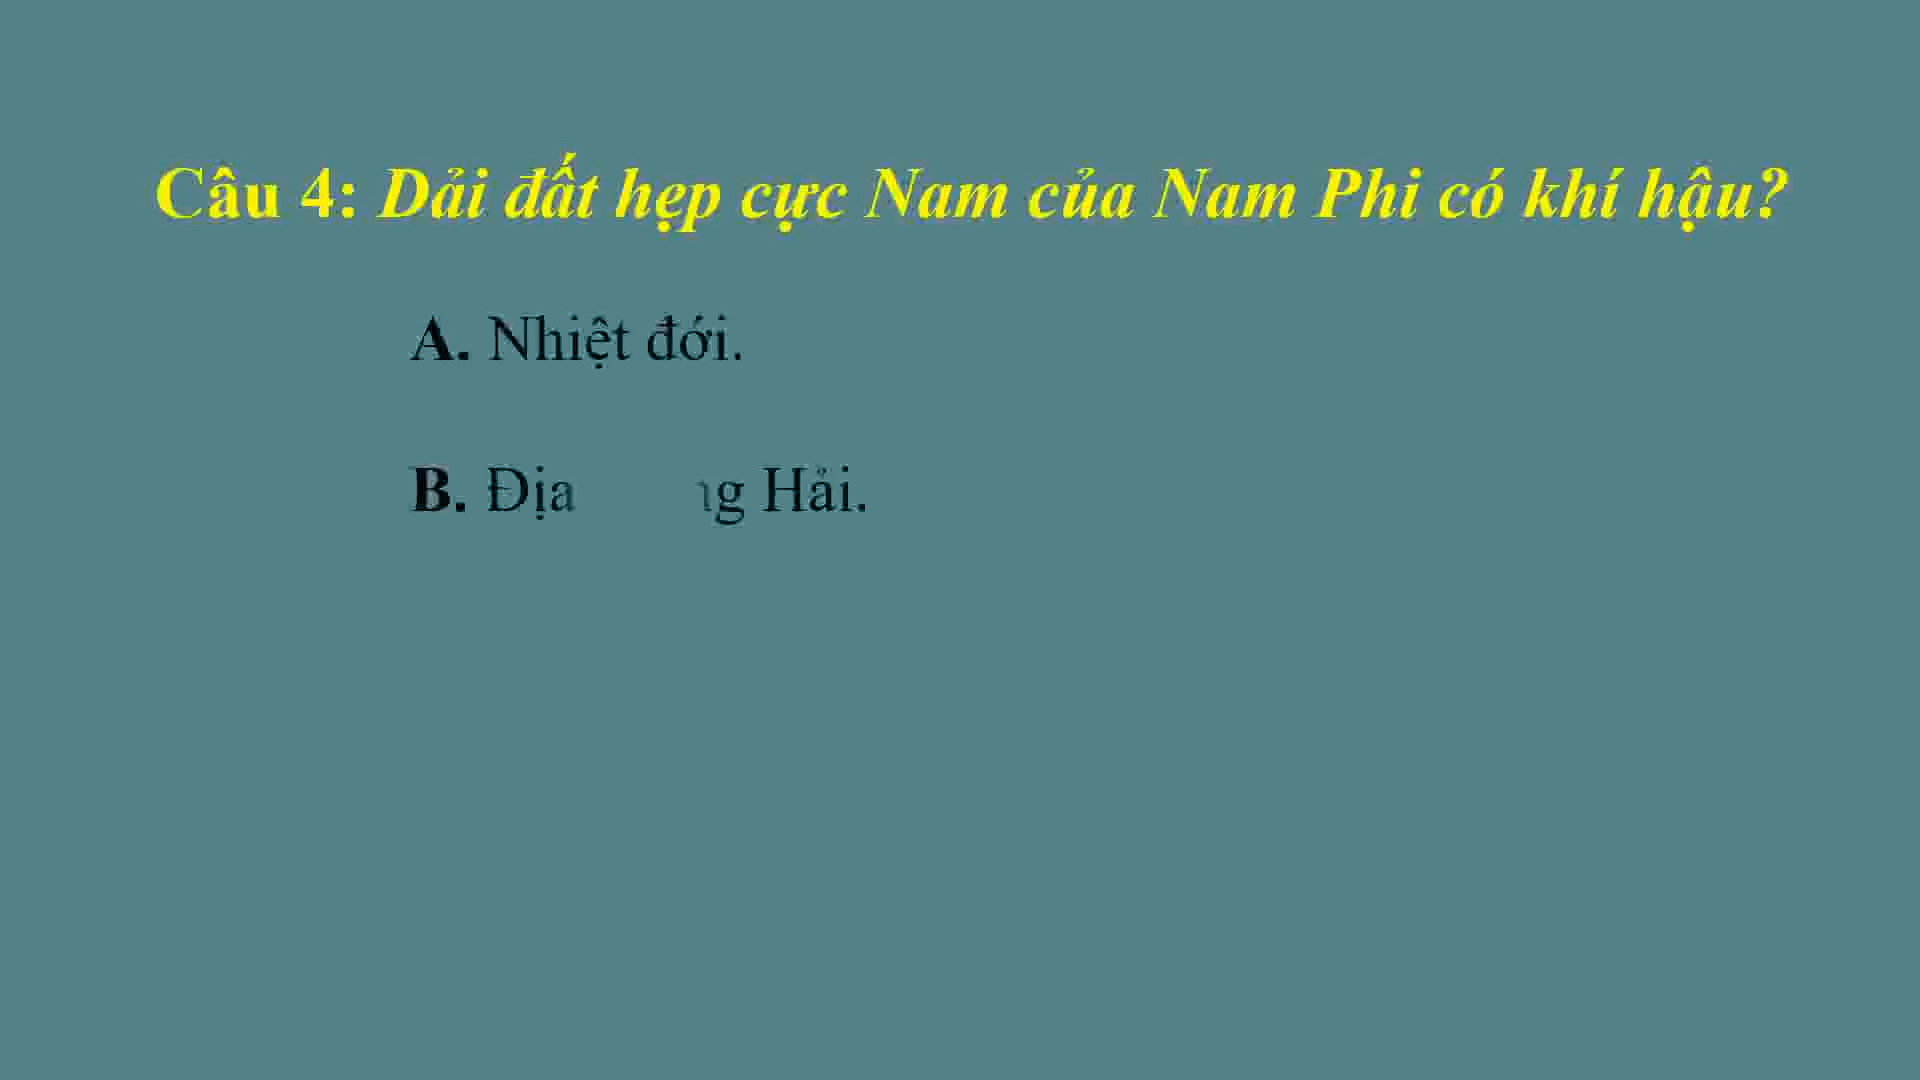 Câu 4: Dải đất hẹp cực Nam của Nam Phi có khí hậu?
A. Nhiệt đới.
B. Địa Hải.